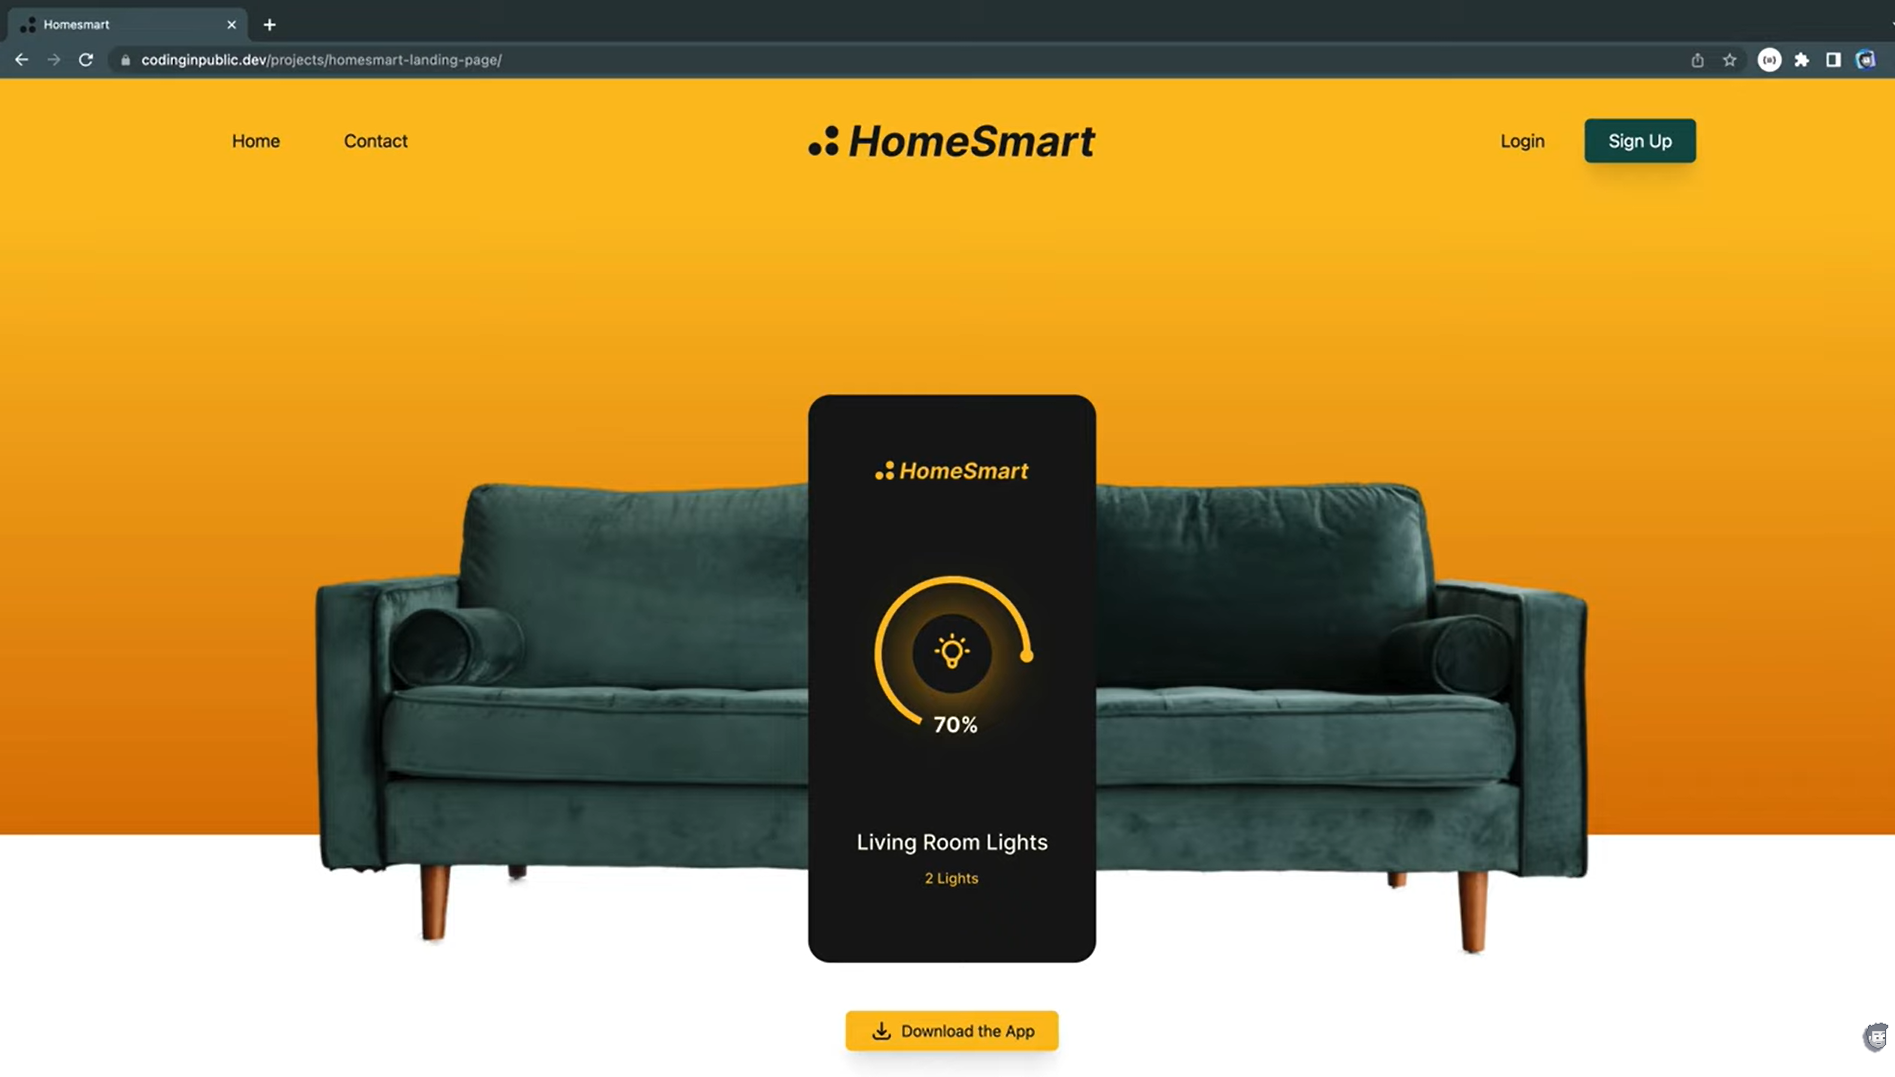 Homesmart
codinginpublic.dev/projects/homesmart-landing-page/
Home
Contact
HomeSmart
Login
Sign Up
HomeSmart
70%
Living Room Lights
2 Lights
Download the App